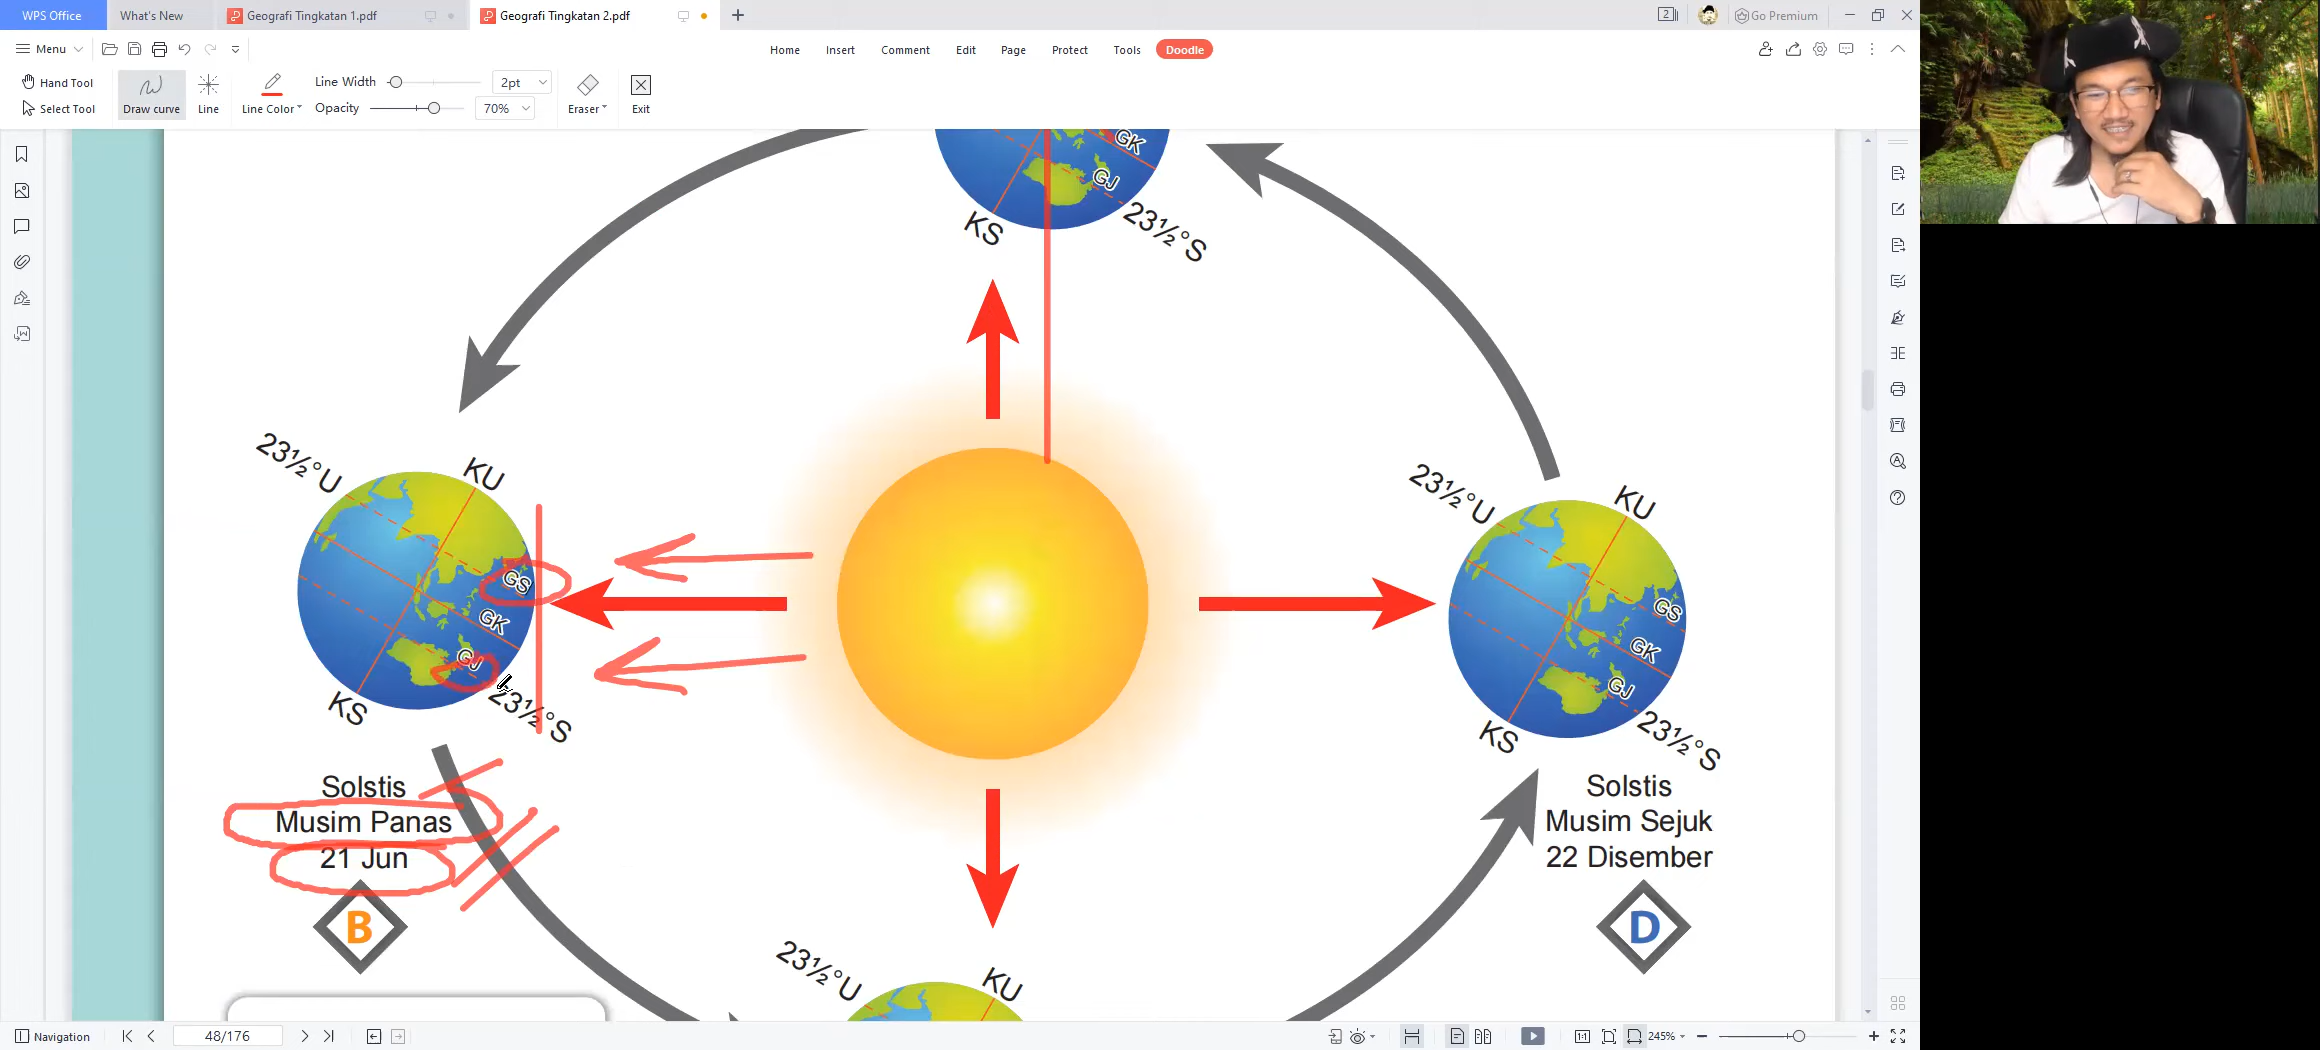 WPS Office
What's New
Geografi Tingkatan 1.pdf
Geografi Tingkatan 2.pdf
2
Go Premium
Menu
Home
Insert
Comment
Edit
Page
Protect
Tools
Doodle
Hand Tool
Select Tool
Draw curve
Line
Line Color
Line Width
2pt
Opacity
70%
Eraser
Exit
GK
GJ
KS
23½°S
23½°U
KU
GS
GK
GJ
KS
23½°S
Solstis
Musim Panas
21 Jun
B
23½°U
KU
GS
GK
GJ
KS
23½°S
Solstis
Musim Sejuk
22 Disember
D
23½°U
KU
Navigation
48/176
1:1
245%